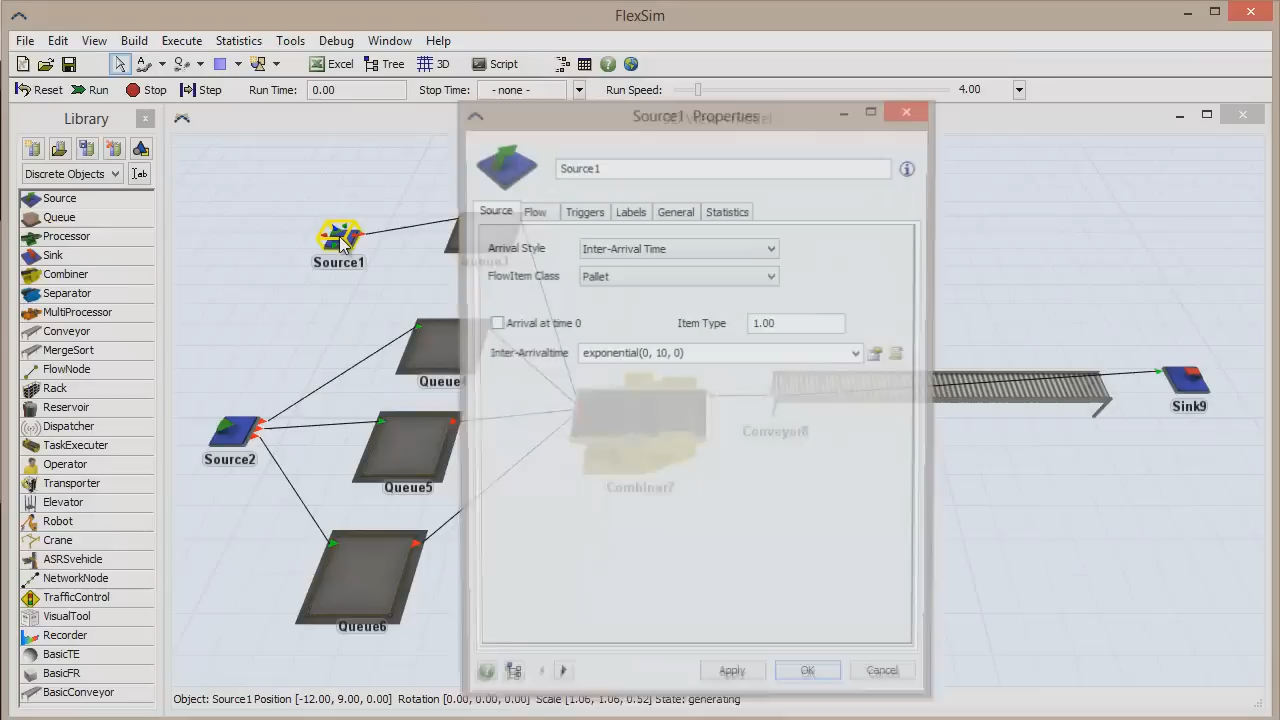 FlexSim
File Edit View Build Execute Statistics Tools Debug Window Help
Excel Tree 3D Script
Reset Run Stop Step Run Time: 0.00 Stop Time: - none - Run Speed: 4.00
Library
Discrete Objects
Source
Queue
Processor
Sink
Combiner
Separator
MultiProcessor
Conveyor
MergeSort
FlowNode
Rack
Reservoir
Dispatcher
TaskExecuter
Operator
Transporter
Elevator
Robot
Crane
ASRSvehicle
NetworkNode
TrafficControl
VisualTool
Recorder
BasicTE
BasicFR
BasicConveyor
Source1
Source2
Queue5
Queue6
Combiner7
Conveyor8
Sink9
Source1 Properties
Source1
Source Flow Triggers Labels General Statistics
Arrival Style Inter-Arrival Time
FlowItem Class Pallet
Arrival at time 0 Item Type 1.00
Inter-Arrivaltime exponential(0, 10, 0)
Apply OK Cancel
Object: Source1 Position [-12.00, 9.00, 0.00] Rotation [0.00, 0.00, 0.00] Scale [1.06, 1.06, 0.52] State: generating